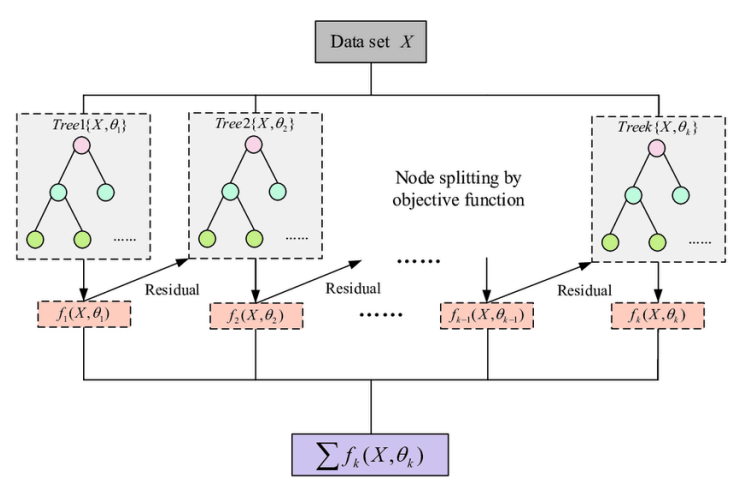 Data set X
Tree1{X,θ₁}
Tree2{X,θ₂}
Treek{X,θₖ}
Node splitting by
objective function
......
......
......
......
Residual
Residual
Residual
f₁(X,θ₁)
f₂(X,θ₂)
......
fₖ₋₁(X,θₖ₋₁)
fₖ(X,θₖ)
∑fₖ(X,θₖ)